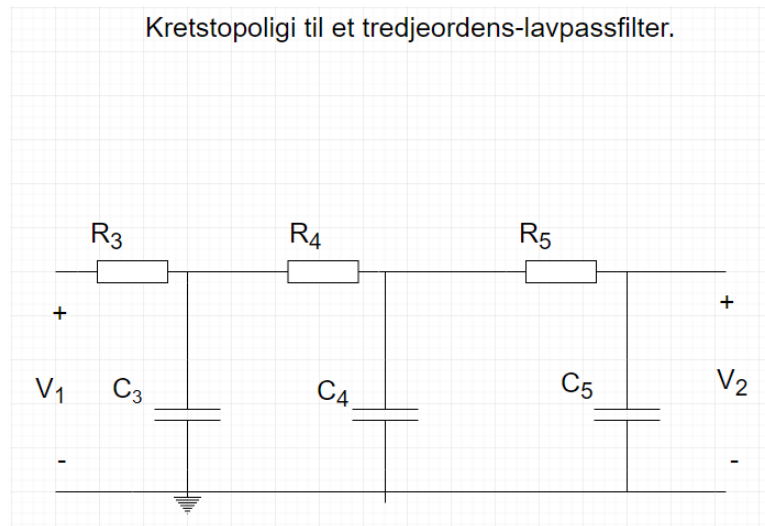 Kretstopoligi til et tredjeordens-lavpassfilter.
R3 R4 R5
+ +
V1 C3 C4 C5 V2
- -